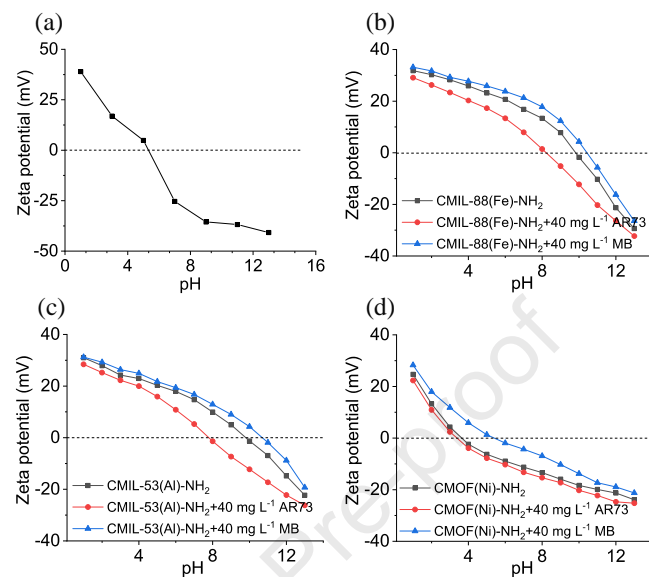 (a)
50
25
0
-25
-50
0 4 8 12 16
Zeta potential (mV)
pH
(b)
40
20
0
-20
-40
4 8 12
Zeta potential (mV)
pH
CMIL-88(Fe)-NH₂
CMIL-88(Fe)-NH₂+40 mg L⁻¹ AR73
CMIL-88(Fe)-NH₂+40 mg L⁻¹ MB
(c)
40
20
0
-20
-40
0 4 8 12
Zeta potential (mV)
pH
CMIL-53(Al)-NH₂
CMIL-53(Al)-NH₂+40 mg L⁻¹ AR73
CMIL-53(Al)-NH₂+40 mg L⁻¹ MB
(d)
40
20
0
-20
-40
4 8 12
Zeta potential (mV)
pH
CMOF(Ni)-NH₂
CMOF(Ni)-NH₂+40 mg L⁻¹ AR73
CMOF(Ni)-NH₂+40 mg L⁻¹ MB
Pre-proof